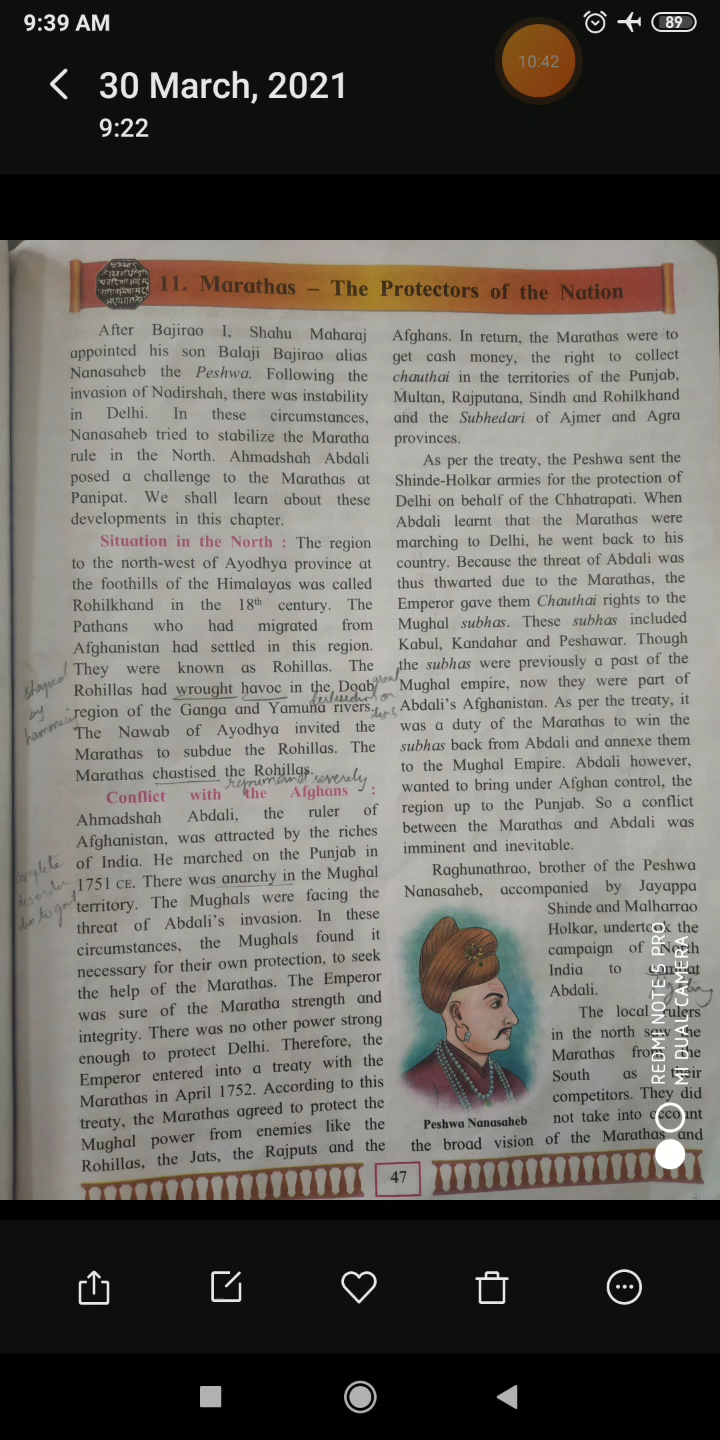 9:39 AM
89
10:42
30 March, 2021
9:22
11. Marathas – The Protectors of the Nation
After Bajirao I, Shahu Maharaj
appointed his son Balaji Bajirao alias
Nanasaheb the Peshwa. Following the
invasion of Nadirshah, there was instability
in Delhi. In these circumstances,
Nanasaheb tried to stabilize the Maratha
rule in the North. Ahmadshah Abdali
posed a challenge to the Marathas at
Panipat. We shall learn about these
developments in this chapter.
Situation in the North : The region
to the north-west of Ayodhya province at
the foothills of the Himalayas was called
Rohilkhand in the 18th century. The
Pathans who had migrated from
Afghanistan had settled in this region.
They were known as Rohillas. The
Rohillas had wrought havoc in the Doab
region of the Ganga and Yamuna rivers.
The Nawab of Ayodhya invited the
Marathas to subdue the Rohillas. The
Marathas chastised the Rohillas.
shaped
by
great
severely
Conflict with the Afghans :
Ahmadshah Abdali, the ruler of
Afghanistan, was attracted by the riches
of India. He marched on the Punjab in
1751 CE. There was anarchy in the Mughal
territory. The Mughals were facing the
threat of Abdali's invasion. In these
circumstances, the Mughals found it
necessary for their own protection, to seek
the help of the Marathas. The Emperor
was sure of the Maratha strength and
integrity. There was no other power strong
enough to protect Delhi. Therefore, the
Emperor entered into a treaty with the
Marathas in April 1752. According to this
treaty, the Marathas agreed to protect the
Mughal power from enemies like the
Rohillas, the Jats, the Rajputs and the
disorder
Afghans. In return, the Marathas were to
get cash money, the right to collect
chauthai in the territories of the Punjab,
Multan, Rajputana, Sindh and Rohilkhand
and the Subhedari of Ajmer and Agra
provinces.
As per the treaty, the Peshwa sent the
Shinde-Holkar armies for the protection of
Delhi on behalf of the Chhatrapati. When
Abdali learnt that the Marathas were
marching to Delhi, he went back to his
country. Because the threat of Abdali was
thus thwarted due to the Marathas, the
Emperor gave them Chauthai rights to the
Mughal subhas. These subhas included
Kabul, Kandahar and Peshawar. Though
the subhas were previously a past of the
Mughal empire, now they were part of
Abdali's Afghanistan. As per the treaty, it
was a duty of the Marathas to win the
subhas back from Abdali and annexe them
to the Mughal Empire. Abdali however,
wanted to bring under Afghan control, the
region up to the Punjab. So a conflict
between the Marathas and Abdali was
imminent and inevitable.
Raghunathrao, brother of the Peshwa
Nanasaheb, accompanied by Jayappa
Shinde and Malharrao
Holkar, undertook the
campaign of North
India to combat
Abdali.
The local rulers
in the north saw the
Marathas from the
South as their
competitors. They did
not take into account
the broad vision of the Marathas and
Peshwa Nanasaheb
47
REDMI NOTE 5 PRO
MI DUAL CAMERA